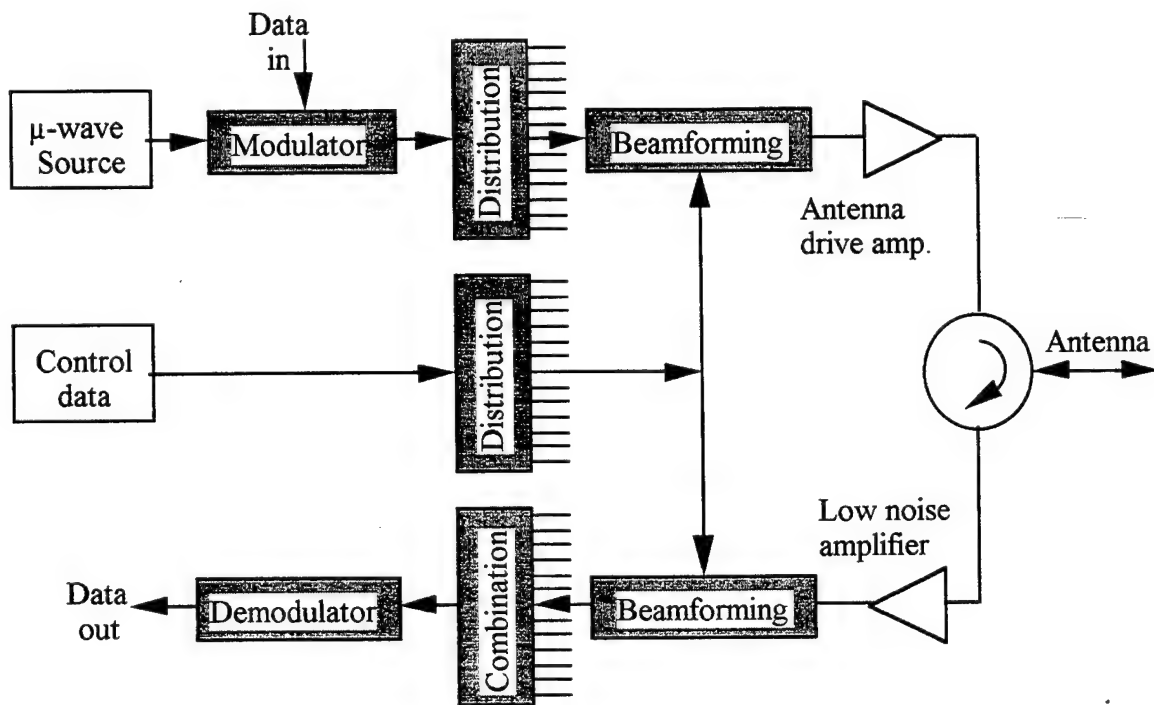 Data
in
μ-wave
Source
Modulator
Distribution
Beamforming
Antenna
drive amp.
Control
data
Distribution
Antenna
Low noise
amplifier
Data
out
Demodulator
Combination
Beamforming